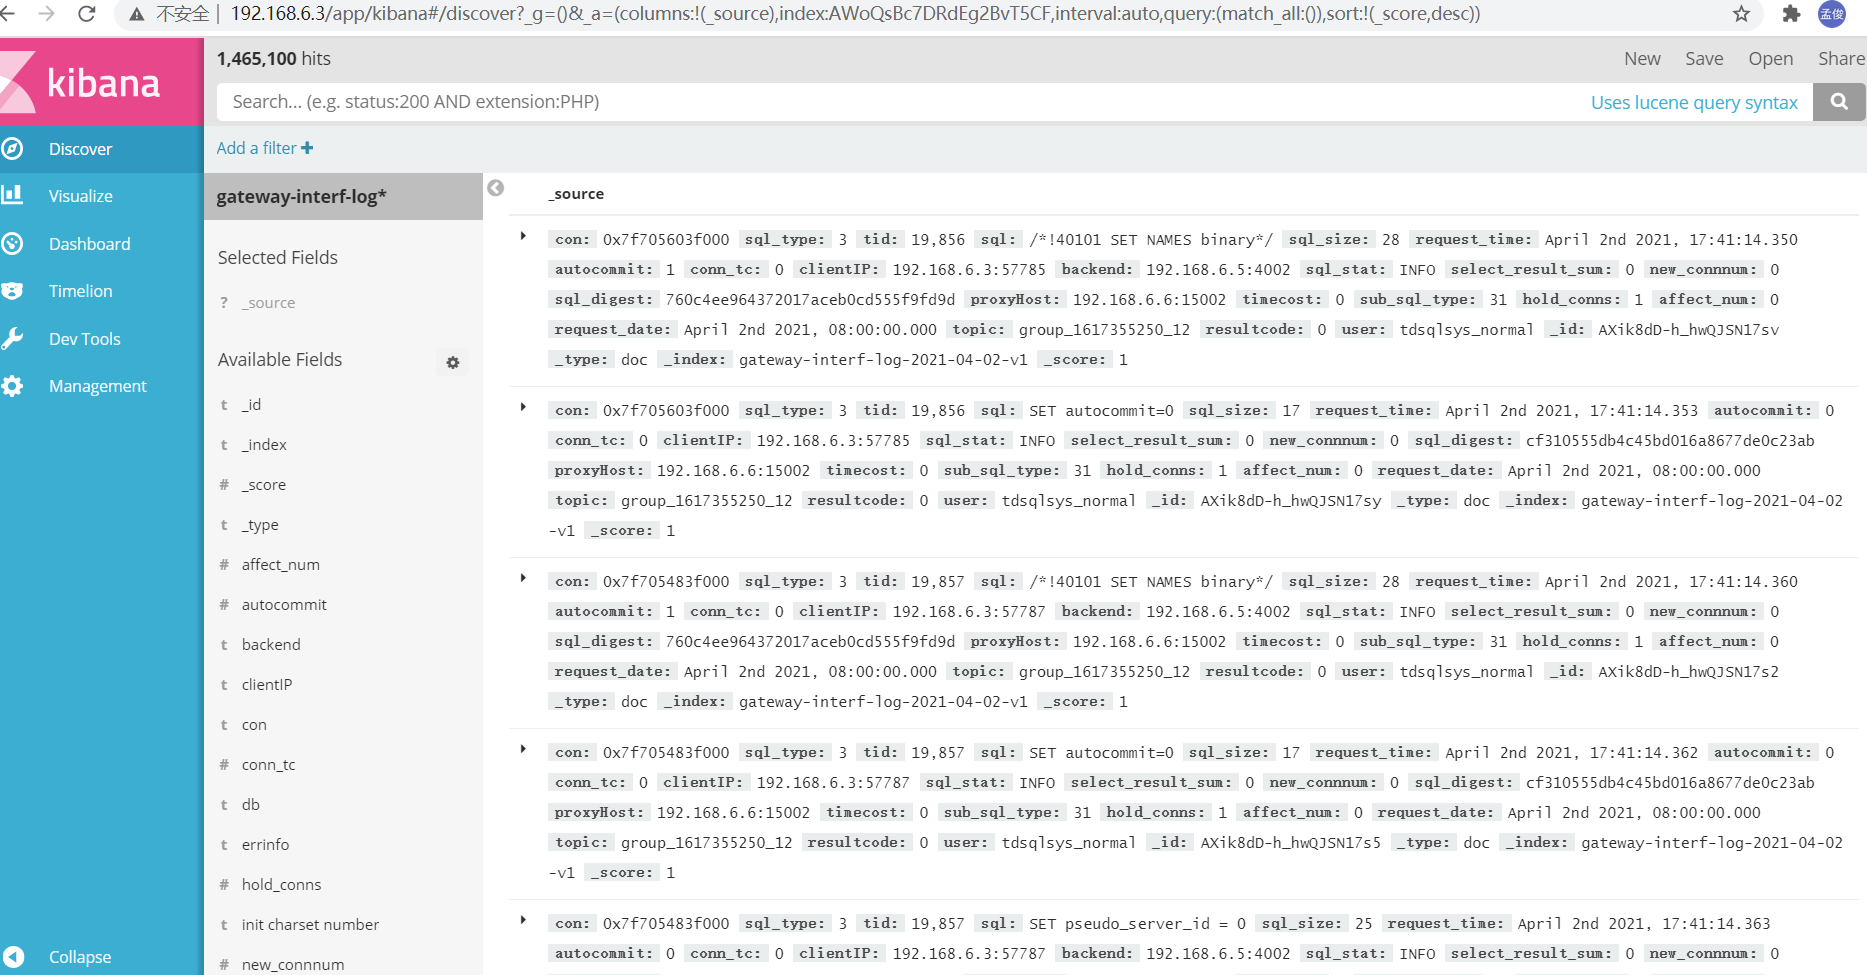 不安全 192.168.6.3/app/kibana#/discover?_g=()&_a=(columns:!(_source),index:AWoQsBc7DRdEg2BvT5CF,interval:auto,query:(match_all:()),sort:!(_score,desc)) 孟俊
kibana
1,465,100 hits New Save Open Share
Search... (e.g. status:200 AND extension:PHP) Uses lucene query syntax
Add a filter +
Discover
Visualize
Dashboard
Timelion
Dev Tools
Management
Collapse
gateway-interf-log*
Selected Fields
? _source
Available Fields
t _id
t _index
# _score
t _type
# affect_num
# autocommit
t backend
t clientIP
t con
# conn_tc
t db
t errinfo
# hold_conns
t init charset number
# new_connnum
_source
con: 0x7f705603f000 sql_type: 3 tid: 19,856 sql: /*!40101 SET NAMES binary*/ sql_size: 28 request_time: April 2nd 2021, 17:41:14.350
autocommit: 1 conn_tc: 0 clientIP: 192.168.6.3:57785 backend: 192.168.6.5:4002 sql_stat: INFO select_result_sum: 0 new_connnum: 0
sql_digest: 760c4ee964372017aceb0cd555f9fd9d proxyHost: 192.168.6.6:15002 timecost: 0 sub_sql_type: 31 hold_conns: 1 affect_num: 0
request_date: April 2nd 2021, 08:00:00.000 topic: group_1617355250_12 resultcode: 0 user: tdsqlsys_normal _id: AXik8dD-h_hwQJSN17sv
_type: doc _index: gateway-interf-log-2021-04-02-v1 _score: 1
con: 0x7f705603f000 sql_type: 3 tid: 19,856 sql: SET autocommit=0 sql_size: 17 request_time: April 2nd 2021, 17:41:14.353 autocommit: 0
conn_tc: 0 clientIP: 192.168.6.3:57785 sql_stat: INFO select_result_sum: 0 new_connnum: 0 sql_digest: cf310555db4c45bd016a8677de0c23ab
proxyHost: 192.168.6.6:15002 timecost: 0 sub_sql_type: 31 hold_conns: 1 affect_num: 0 request_date: April 2nd 2021, 08:00:00.000
topic: group_1617355250_12 resultcode: 0 user: tdsqlsys_normal _id: AXik8dD-h_hwQJSN17sy _type: doc _index: gateway-interf-log-2021-04-02
-v1 _score: 1
con: 0x7f705483f000 sql_type: 3 tid: 19,857 sql: /*!40101 SET NAMES binary*/ sql_size: 28 request_time: April 2nd 2021, 17:41:14.360
autocommit: 1 conn_tc: 0 clientIP: 192.168.6.3:57787 backend: 192.168.6.5:4002 sql_stat: INFO select_result_sum: 0 new_connnum: 0
sql_digest: 760c4ee964372017aceb0cd555f9fd9d proxyHost: 192.168.6.6:15002 timecost: 0 sub_sql_type: 31 hold_conns: 1 affect_num: 0
request_date: April 2nd 2021, 08:00:00.000 topic: group_1617355250_12 resultcode: 0 user: tdsqlsys_normal _id: AXik8dD-h_hwQJSN17s2
_type: doc _index: gateway-interf-log-2021-04-02-v1 _score: 1
con: 0x7f705483f000 sql_type: 3 tid: 19,857 sql: SET autocommit=0 sql_size: 17 request_time: April 2nd 2021, 17:41:14.362 autocommit: 0
conn_tc: 0 clientIP: 192.168.6.3:57787 sql_stat: INFO select_result_sum: 0 new_connnum: 0 sql_digest: cf310555db4c45bd016a8677de0c23ab
proxyHost: 192.168.6.6:15002 timecost: 0 sub_sql_type: 31 hold_conns: 1 affect_num: 0 request_date: April 2nd 2021, 08:00:00.000
topic: group_1617355250_12 resultcode: 0 user: tdsqlsys_normal _id: AXik8dD-h_hwQJSN17s5 _type: doc _index: gateway-interf-log-2021-04-02
-v1 _score: 1
con: 0x7f705483f000 sql_type: 3 tid: 19,857 sql: SET pseudo_server_id = 0 sql_size: 25 request_time: April 2nd 2021, 17:41:14.363
autocommit: 0 conn_tc: 0 clientIP: 192.168.6.3:57787 backend: 192.168.6.5:4002 sql_stat: INFO select_result_sum: 0 new_connnum: 0